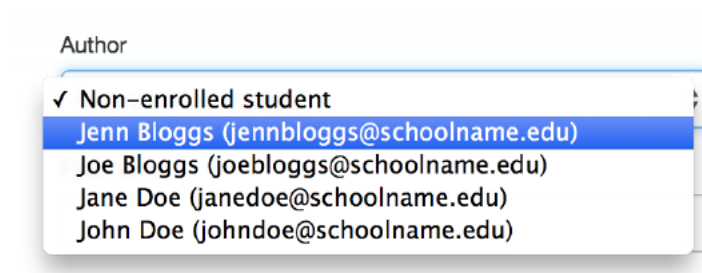 Author
✓ Non-enrolled student
Jenn Bloggs (jennbloggs@schoolname.edu)
Joe Bloggs (joebloggs@schoolname.edu)
Jane Doe (janedoe@schoolname.edu)
John Doe (johndoe@schoolname.edu)